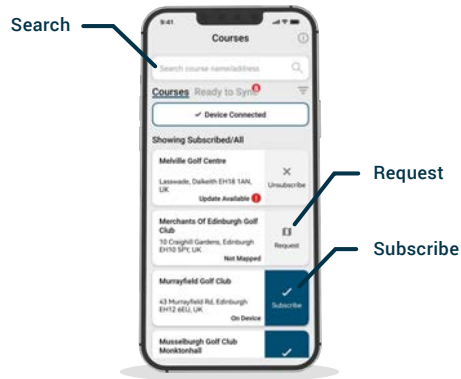 Search
9:41
Courses
Search course name/address
Courses Ready to Sync
Device Connected
Showing Subscribed/All
Melville Golf Centre
Lasswade, Dalkeith EH18 1AN,
UK
Update Available !
Unsubscribe
Merchants Of Edinburgh Golf
Club
10 Craighill Gardens, Edinburgh
EH10 5PY, UK
Not Mapped
Request
Murrayfield Golf Club
43 Murrayfield Rd, Edinburgh
EH12 6EU, UK
On Device
Subscribe
Musselburgh Golf Club
Monktonhall
Request
Subscribe